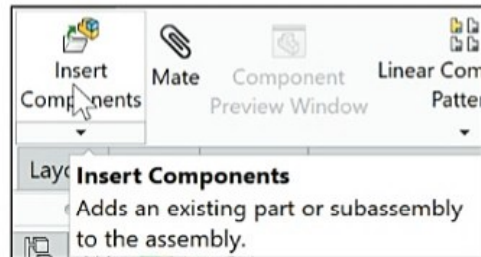 Insert
Components
Mate
Component
Preview Window
Linear Com
Patte
Layo
Insert Components
Adds an existing part or subassembly
to the assembly.